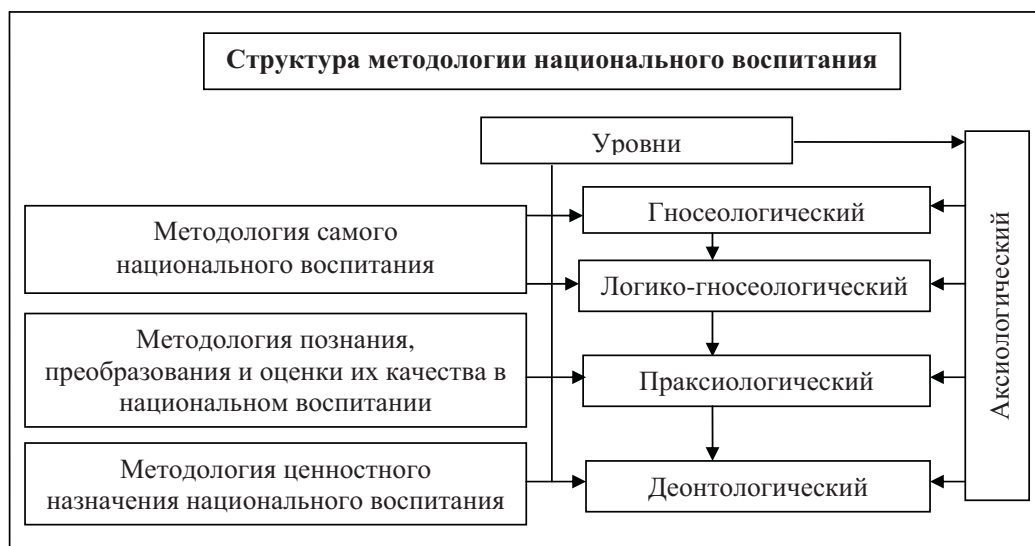 Структура методологии национального воспитания
Уровни
Методология самого
национального воспитания
Гносеологический
Логико-гносеологический
Методология познания,
преобразования и оценки их качества в
национальном воспитании
Праксиологический
Методология ценностного
назначения национального воспитания
Деонтологический
Аксиологический